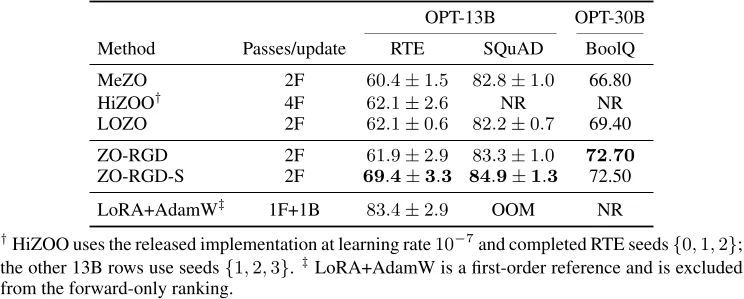 OPT-13B OPT-30B
Method Passes/update RTE SQuAD BoolQ
MeZO 2F 60.4 ± 1.5 82.8 ± 1.0 66.80
HiZOO† 4F 62.1 ± 2.6 NR NR
LOZO 2F 62.1 ± 0.6 82.2 ± 0.7 69.40
ZO-RGD 2F 61.9 ± 2.9 83.3 ± 1.0 72.70
ZO-RGD-S 2F 69.4 ± 3.3 84.9 ± 1.3 72.50
LoRA+AdamW‡ 1F+1B 83.4 ± 2.9 OOM NR
† HiZOO uses the released implementation at learning rate 10⁻⁷ and completed RTE seeds {0, 1, 2};
the other 13B rows use seeds {1, 2, 3}. ‡ LoRA+AdamW is a first-order reference and is excluded
from the forward-only ranking.